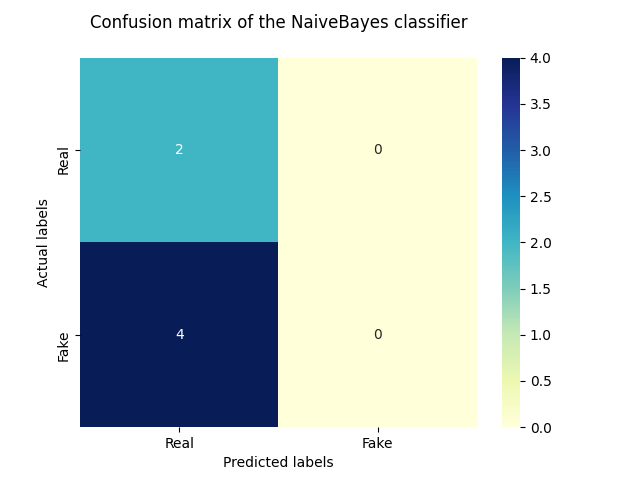 Confusion matrix of the NaiveBayes classifier
Actual labels
Real
Fake
2
0
4
0
Real
Fake
Predicted labels
4.0
3.5
3.0
2.5
2.0
1.5
1.0
0.5
0.0